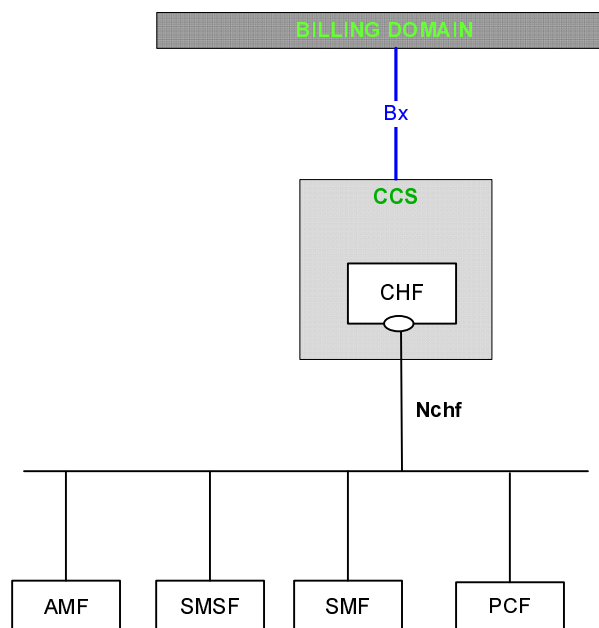 BILLING DOMAIN
Bx
CCS
CHF
Nchf
AMF SMSF SMF PCF